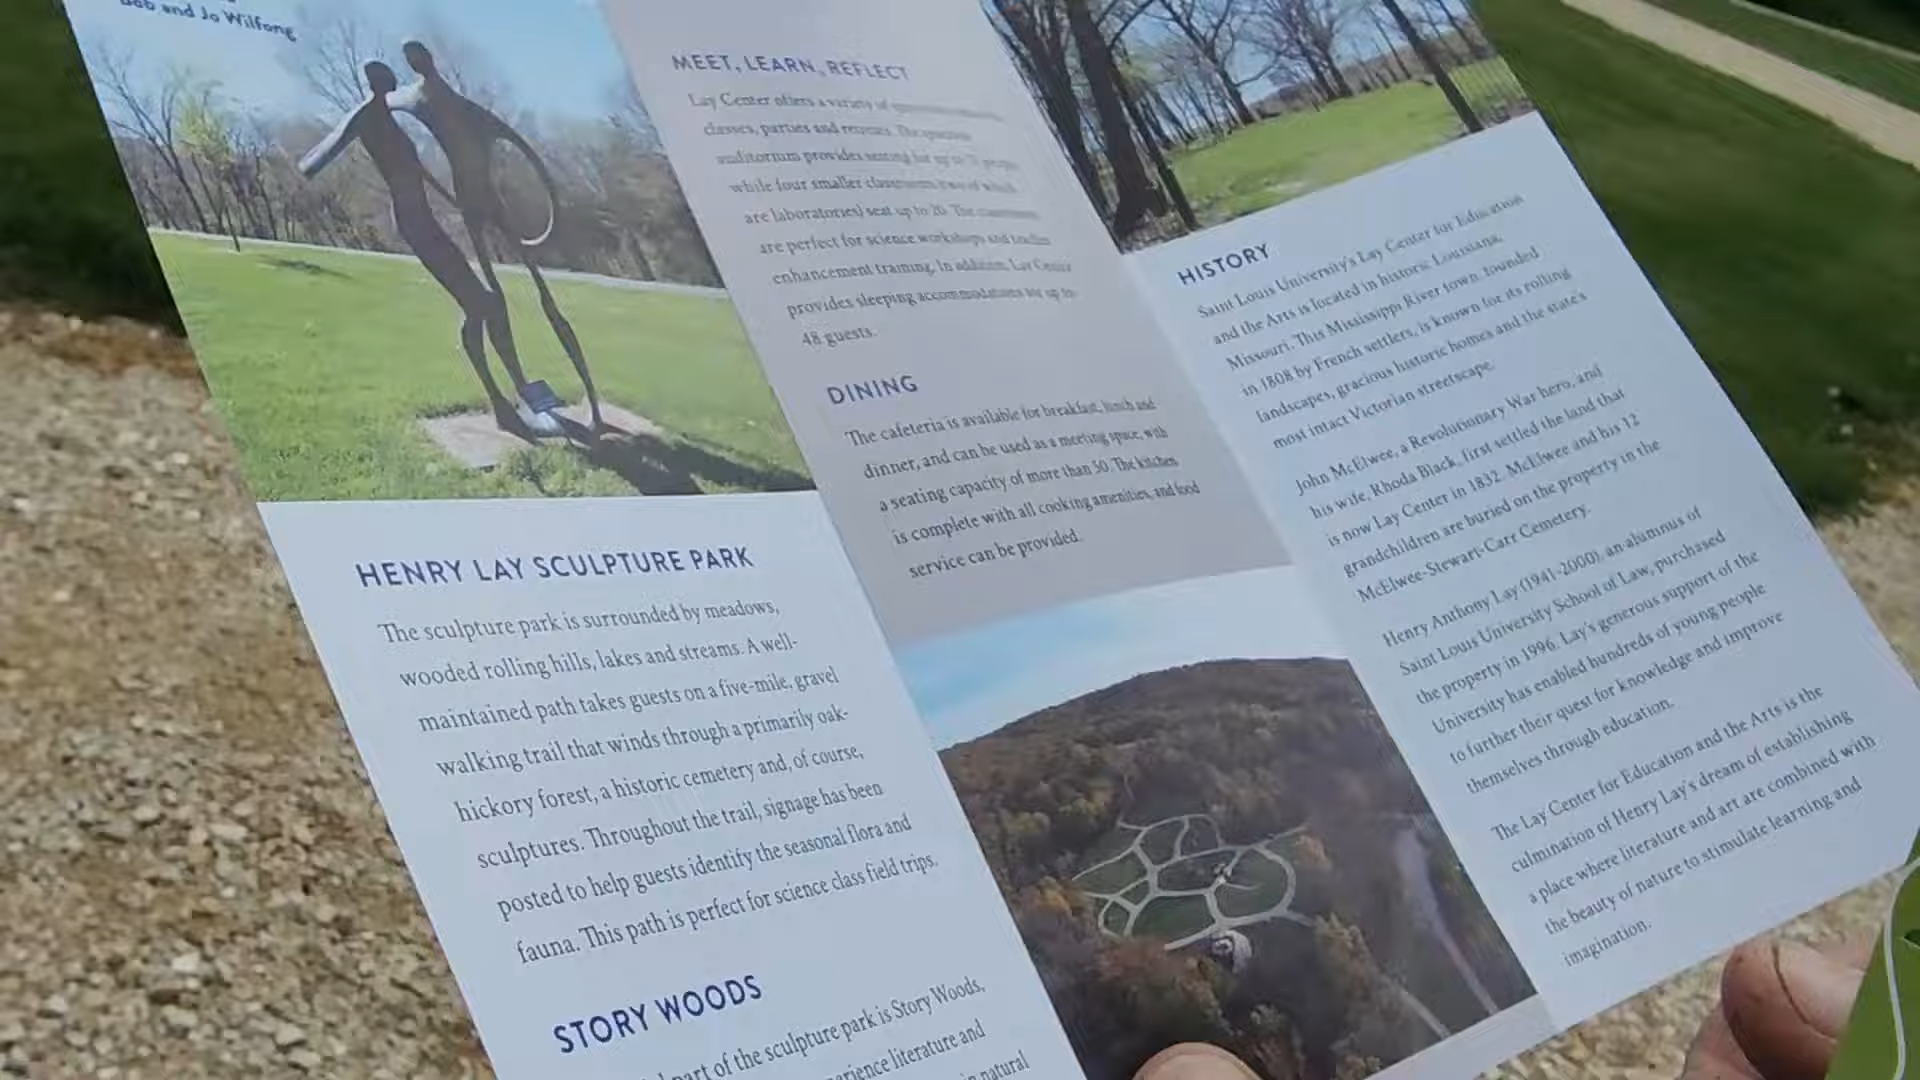 Bob and Jo Wilfong
HENRY LAY SCULPTURE PARK
The sculpture park is surrounded by meadows,
wooded rolling hills, lakes and streams. A well-
maintained path takes guests on a five-mile, gravel
walking trail that winds through a primarily oak-
hickory forest, a historic cemetery and, of course,
sculptures. Throughout the trail, signage has been
posted to help guests identify the seasonal flora and
fauna. This path is perfect for science class field trips.
STORY WOODS
part of the sculpture park is Story Woods,
literature and
natural
MEET, LEARN, REFLECT
Lay Center offers a variety of
classes, parties and retreats. The spacious
auditorium provides seating for up to 75 people
while four smaller classrooms (two of which
are laboratories) seat up to 20. The classrooms
are perfect for science workshops and teacher
enhancement training. In addition, Lay Center
provides sleeping accommodations for up to
48 guests.
DINING
The cafeteria is available for breakfast, lunch and
dinner, and can be used as a meeting space, with
a seating capacity of more than 50. The kitchen
is complete with all cooking amenities, and food
service can be provided.
HISTORY
Saint Louis University's Lay Center for Education
and the Arts is located in historic Louisiana,
Missouri. This Mississippi River town, founded
in 1808 by French settlers, is known for its rolling
landscapes, gracious historic homes and the state's
most intact Victorian streetscape.
John McElwee, a Revolutionary War hero, and
his wife, Rhoda Black, first settled the land that
is now Lay Center in 1832. McElwee and his 12
grandchildren are buried on the property in the
McElwee-Stewart-Carr Cemetery.
Henry Anthony Lay (1941-2000), an alumnus of
Saint Louis University School of Law, purchased
the property in 1996. Lay's generous support of the
University has enabled hundreds of young people
to further their quest for knowledge and improve
themselves through education.
The Lay Center for Education and the Arts is the
culmination of Henry Lay's dream of establishing
a place where literature and art are combined with
the beauty of nature to stimulate learning and
imagination.